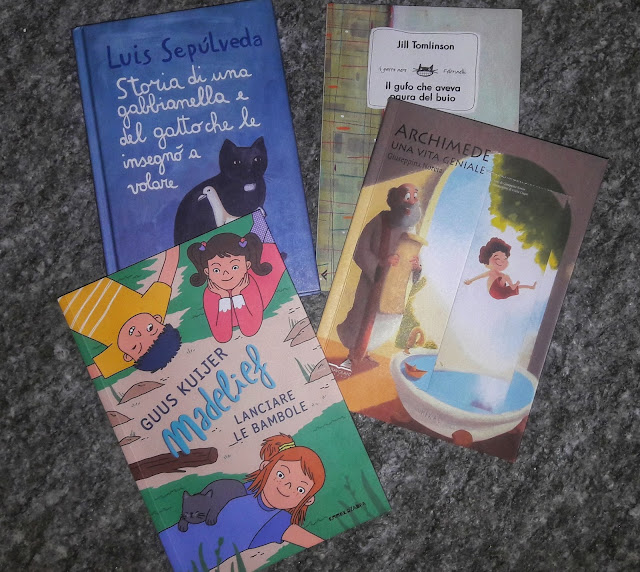 Luis Sepúlveda
Storia di una
gabbianella e
del gatto che le
insegnò a
volare
Jill Tomlinson
Il gufo che aveva
paura del buio
ARCHIMEDE
UNA VITA GENIALE
GUUS KUIJER
Madelief
LANCIARE
LE BAMBOLE